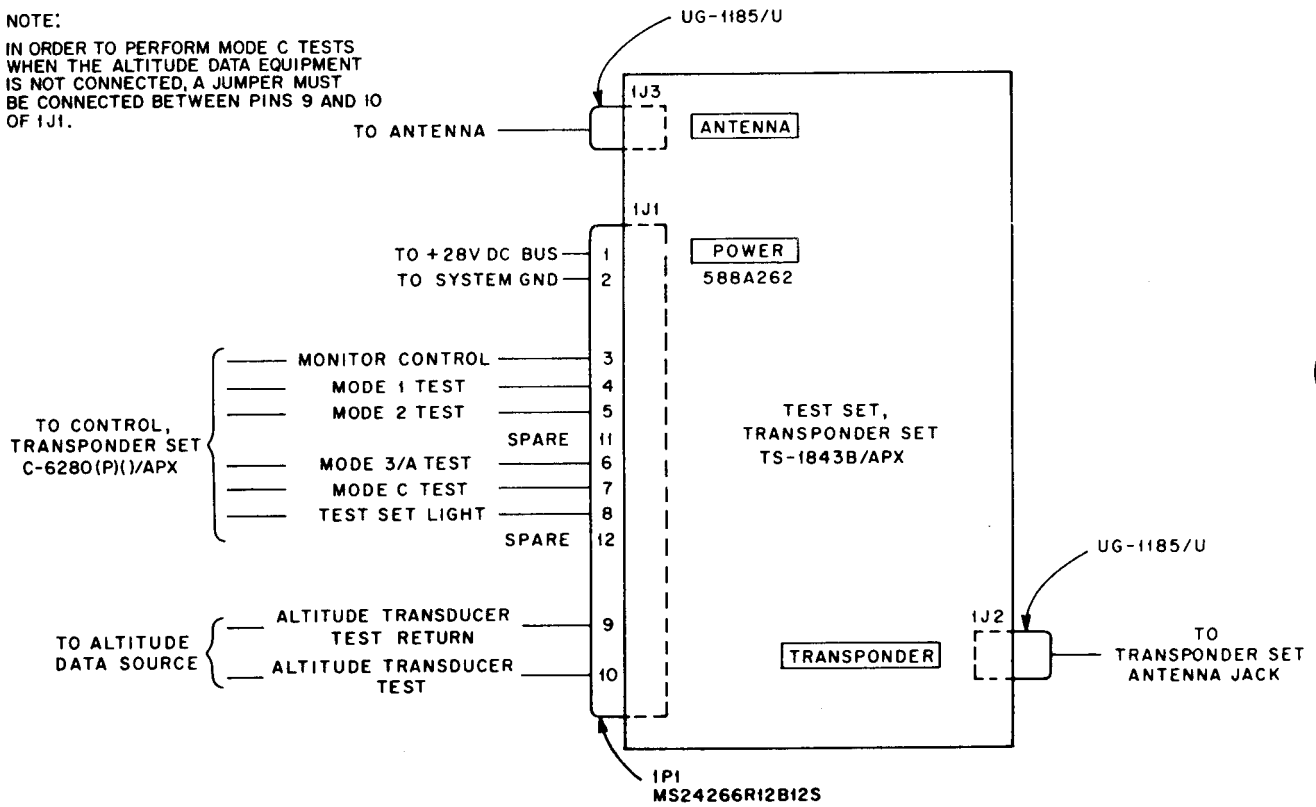 NOTE:
IN ORDER TO PERFORM MODE C TESTS
WHEN THE ALTITUDE DATA EQUIPMENT
IS NOT CONNECTED, A JUMPER MUST
BE CONNECTED BETWEEN PINS 9 AND 10
OF 1J1.
UG-1185/U
1J3
TO ANTENNA
ANTENNA
1J1
TO +28V DC BUS
1
POWER
TO SYSTEM GND
2
588A262
MONITOR CONTROL
3
MODE 1 TEST
4
MODE 2 TEST
5
SPARE
11
MODE 3/A TEST
6
MODE C TEST
7
TEST SET LIGHT
8
SPARE
12
TO CONTROL,
TRANSPONDER SET
C-6280(P)()/APX
TEST SET,
TRANSPONDER SET
TS-1843B/APX
UG-1185/U
ALTITUDE TRANSDUCER
TEST RETURN
9
ALTITUDE TRANSDUCER
TEST
10
TO ALTITUDE
DATA SOURCE
1J2
TRANSPONDER
TO
TRANSPONDER SET
ANTENNA JACK
1P1
MS24266R12B12S